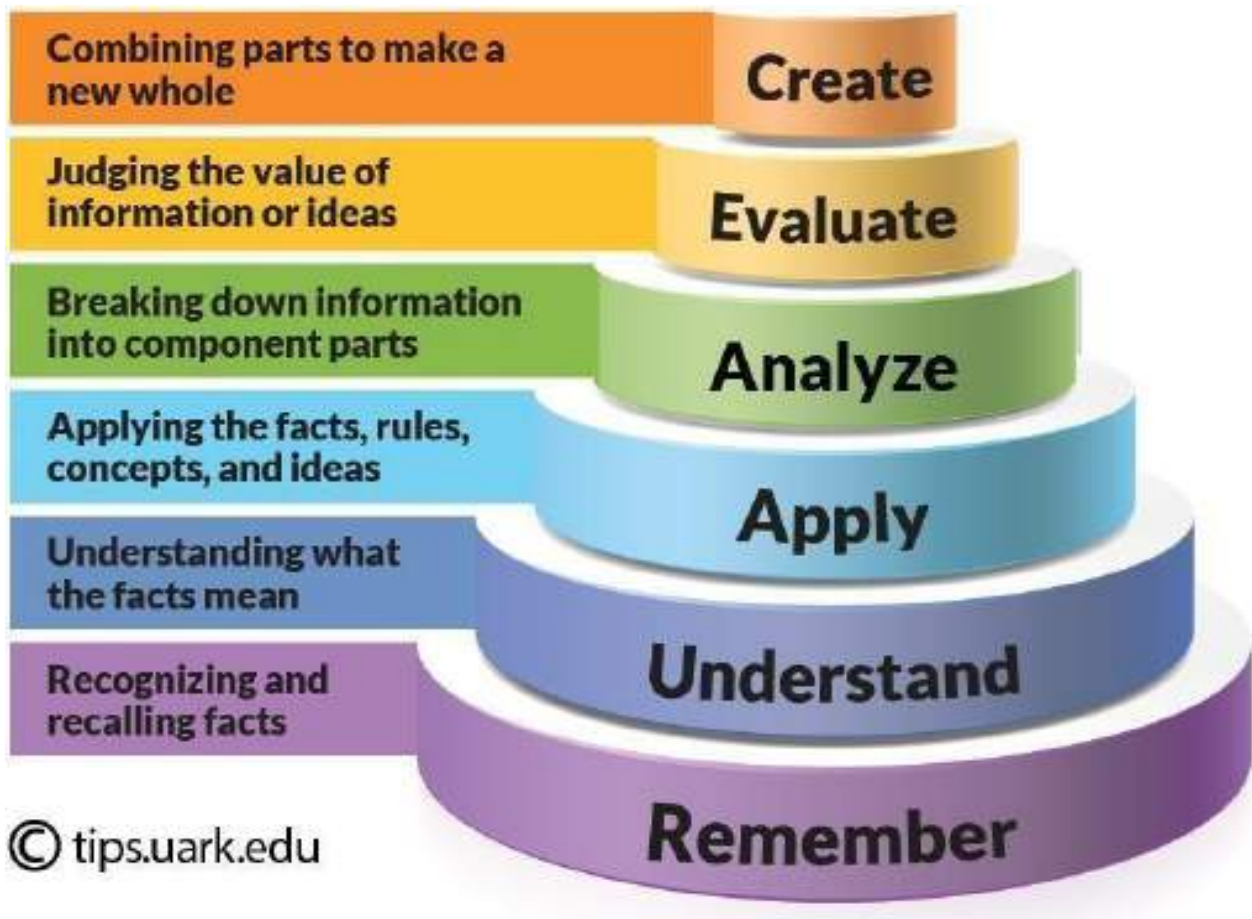 Combining parts to make a
new whole
Create
Judging the value of
information or ideas
Evaluate
Breaking down information
into component parts
Analyze
Applying the facts, rules,
concepts, and ideas
Apply
Understanding what
the facts mean
Understand
Recognizing and
recalling facts
Remember
© tips.uark.edu